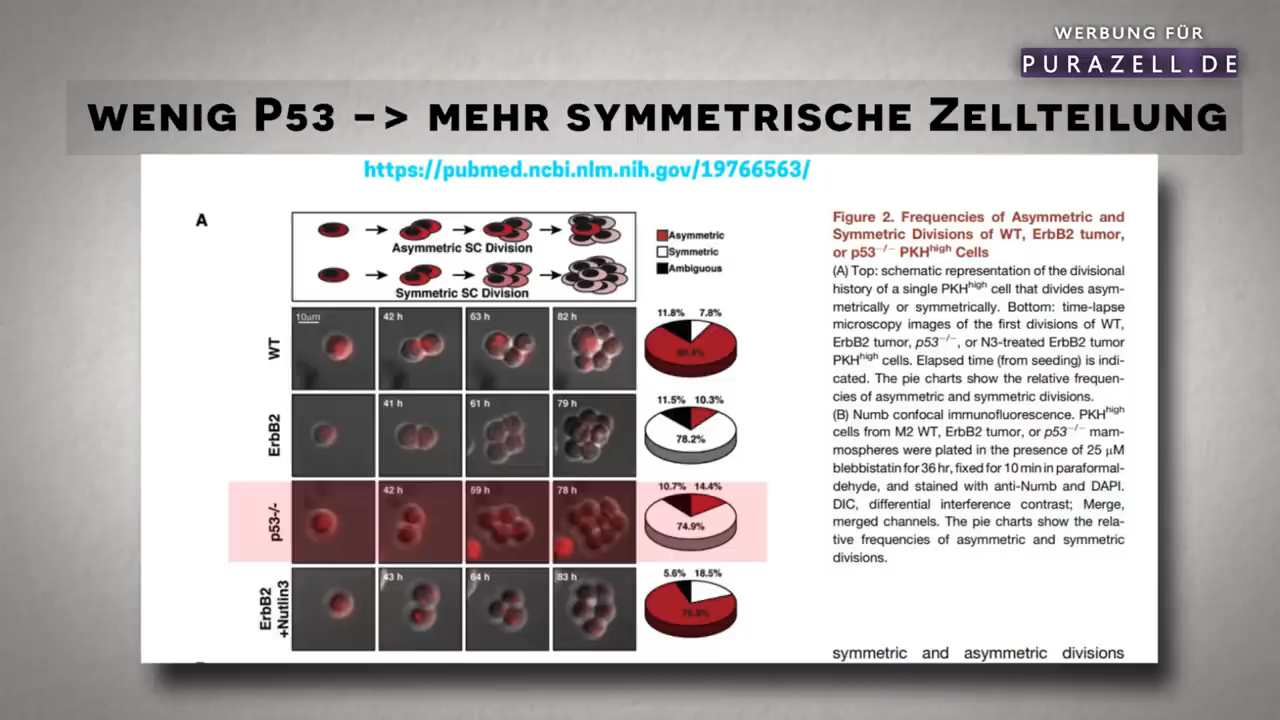 WERBUNG FÜR
PURAZELL.DE
WENIG P53 -> MEHR SYMMETRISCHE ZELLTEILUNG
https://pubmed.ncbi.nlm.nih.gov/19766563/
A
Asymmetric SC Division
Symmetric SC Division
Asymmetric
Symmetric
Ambiguous
WT
10μm
42 h
63 h
82 h
11.8% 7.8%
ErbB2
41 h
61 h
79 h
11.5% 10.3%
78.2%
p53-/-
42 h
59 h
78 h
10.7% 14.4%
74.9%
ErbB2
+Nutlin3
43 h
64 h
83 h
5.6% 18.5%
Figure 2. Frequencies of Asymmetric and
Symmetric Divisions of WT, ErbB2 tumor,
or p53−/− PKHhigh Cells
(A) Top: schematic representation of the divisional
history of a single PKHhigh cell that divides asym-
metrically or symmetrically. Bottom: time-lapse
microscopy images of the first divisions of WT,
ErbB2 tumor, p53−/−, or N3-treated ErbB2 tumor
PKHhigh cells. Elapsed time (from seeding) is indi-
cated. The pie charts show the relative frequen-
cies of asymmetric and symmetric divisions.
(B) Numb confocal immunofluorescence. PKHhigh
cells from M2 WT, ErbB2 tumor, or p53−/− mam-
mospheres were plated in the presence of 25 μM
blebbistatin for 36 hr, fixed for 10 min in paraformal-
dehyde, and stained with anti-Numb and DAPI.
DIC, differential interference contrast; Merge,
merged channels. The pie charts show the rela-
tive frequencies of asymmetric and symmetric
divisions.
symmetric and asymmetric divisions